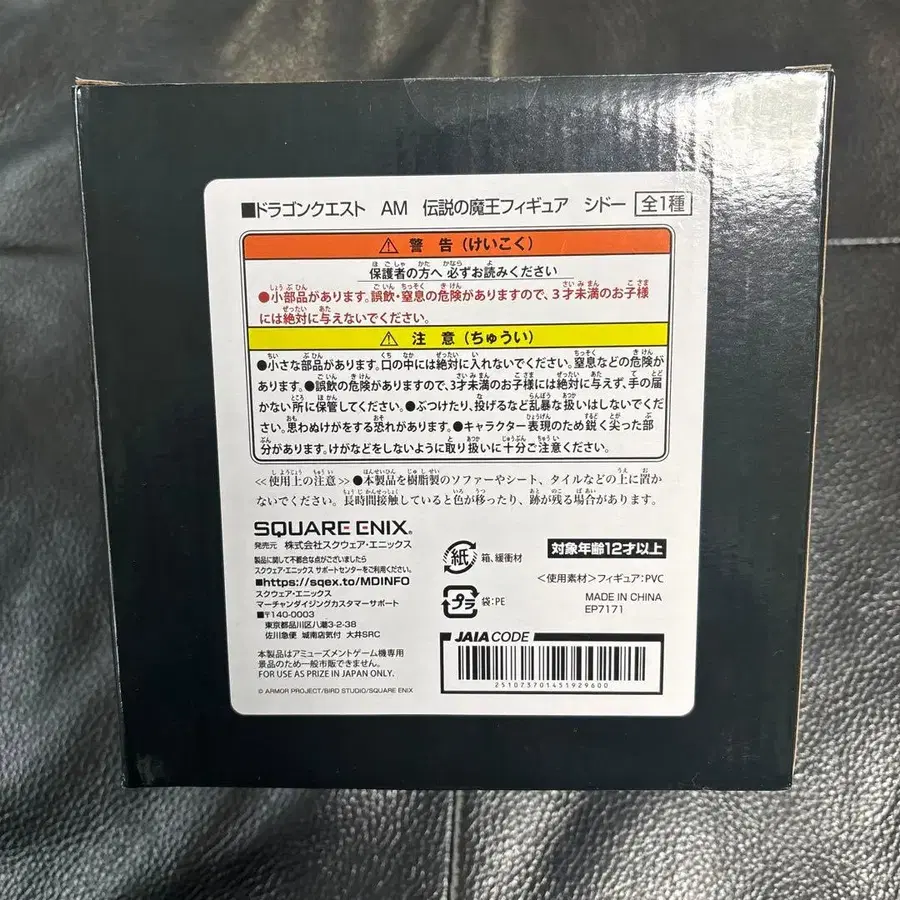 ■ドラゴンクエスト AM 伝説の魔王フィギュア シドー 全1種
⚠ 警告(けいこく)
保護者の方へ 必ずお読みください
●小部品があります。誤飲・窒息の危険がありますので、3才未満のお子様
には絶対に与えないでください。
⚠ 注意(ちゅうい)
●小さな部品があります。口の中には絶対に入れないでください。窒息などの危険が
あります。●誤飲の危険がありますので、3才未満のお子様には絶対に与えず、手の届
かない所に保管してください。●ぶつけたり、投げるなど乱暴な扱いはしないでくだ
さい。思わぬけがをする恐れがあります。●キャラクター表現のため鋭く尖った部
分があります。けがなどをしないように取り扱いに十分ご注意ください。
≪使用上の注意≫●本製品を樹脂製のソファーやシート、タイルなどの上に置か
ないでください。長時間接触していると色が移ったり、跡が残る場合があります。
SQUARE ENIX®
発売元 株式会社スクウェア・エニックス
製品に関して不都合な点がございましたら
スクウェア・エニックス サポートセンターをご利用ください。
■https://sqex.to/MDINFO
スクウェア・エニックス
マーチャンダイジングカスタマーサポート
■〒140-0003
東京都品川区八潮3-2-38
佐川急便 城南店気付 大井SRC
本製品はアミューズメントゲーム機専用
景品のため一般市販できません。
FOR USE AS PRIZE IN JAPAN ONLY.
© ARMOR PROJECT/BIRD STUDIO/SQUARE ENIX
紙 箱、緩衝材
プラ 袋:PE
対象年齢12才以上
<使用素材>フィギュア:PVC
MADE IN CHINA
EP7171
JAIA CODE
251073701431929600